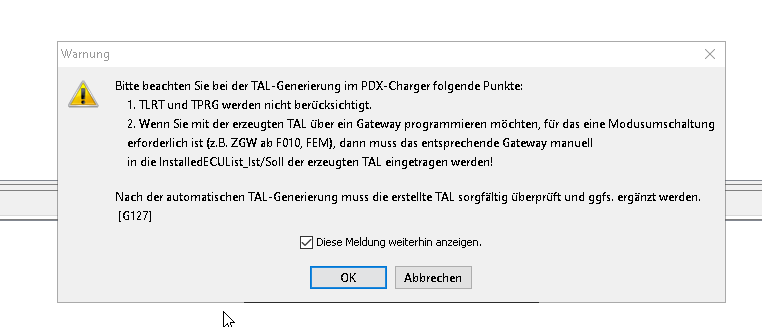 Warnung
Bitte beachten Sie bei der TAL-Generierung im PDX-Charger folgende Punkte:
1. TLRT und TPRG werden nicht berücksichtigt.
2. Wenn Sie mit der erzeugten TAL über ein Gateway programmieren möchten, für das eine Modusumschaltung
erforderlich ist (z.B. ZGW ab F010, FEM), dann muss das entsprechende Gateway manuell
in die InstalledECUList_Ist/Soll der erzeugten TAL eingetragen werden!
Nach der automatischen TAL-Generierung muss die erstellte TAL sorgfältig überprüft und ggfs. ergänzt werden.
[G127]
Diese Meldung weiterhin anzeigen.
OK
Abbrechen